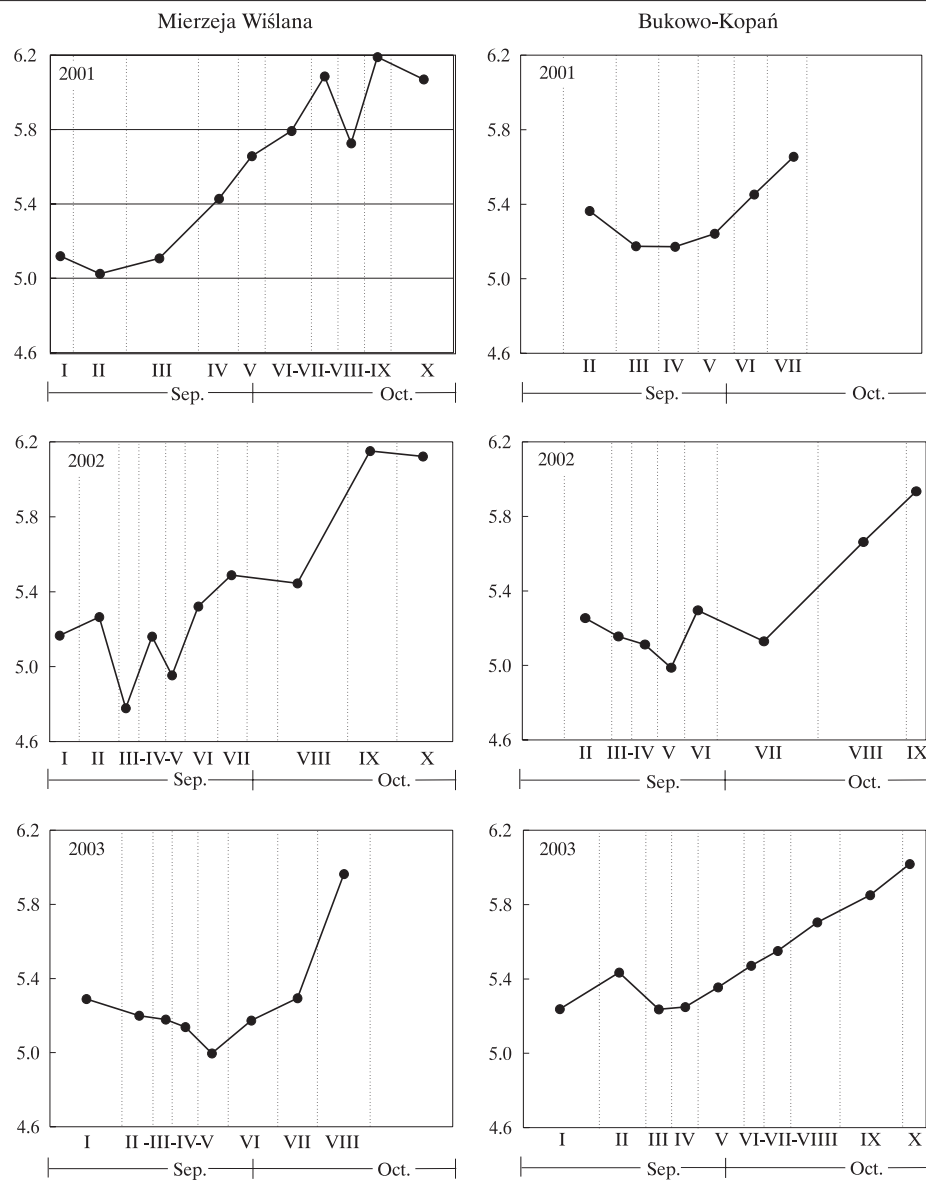 Mierzeja Wiślana Bukowo-Kopań
6.2 2001 6.2 2001
5.8 5.8
5.4 5.4
5.0 5.0
4.6 4.6
I II III IV V VI-VII-VIII-IX X II III IV V VI VII
Sep. Oct. Sep. Oct.
6.2 2002 6.2 2002
5.8 5.8
5.4 5.4
5.0 5.0
4.6 4.6
I II III-IV-V VI VII VIII IX X II III-IV V VI VII VIII IX
Sep. Oct. Sep. Oct.
6.2 2003 6.2 2003
5.8 5.8
5.4 5.4
5.0 5.0
4.6 4.6
I II -III-IV-V VI VII VIII I II III IV V VI-VII-VIIII IX X
Sep. Oct. Sep. Oct.